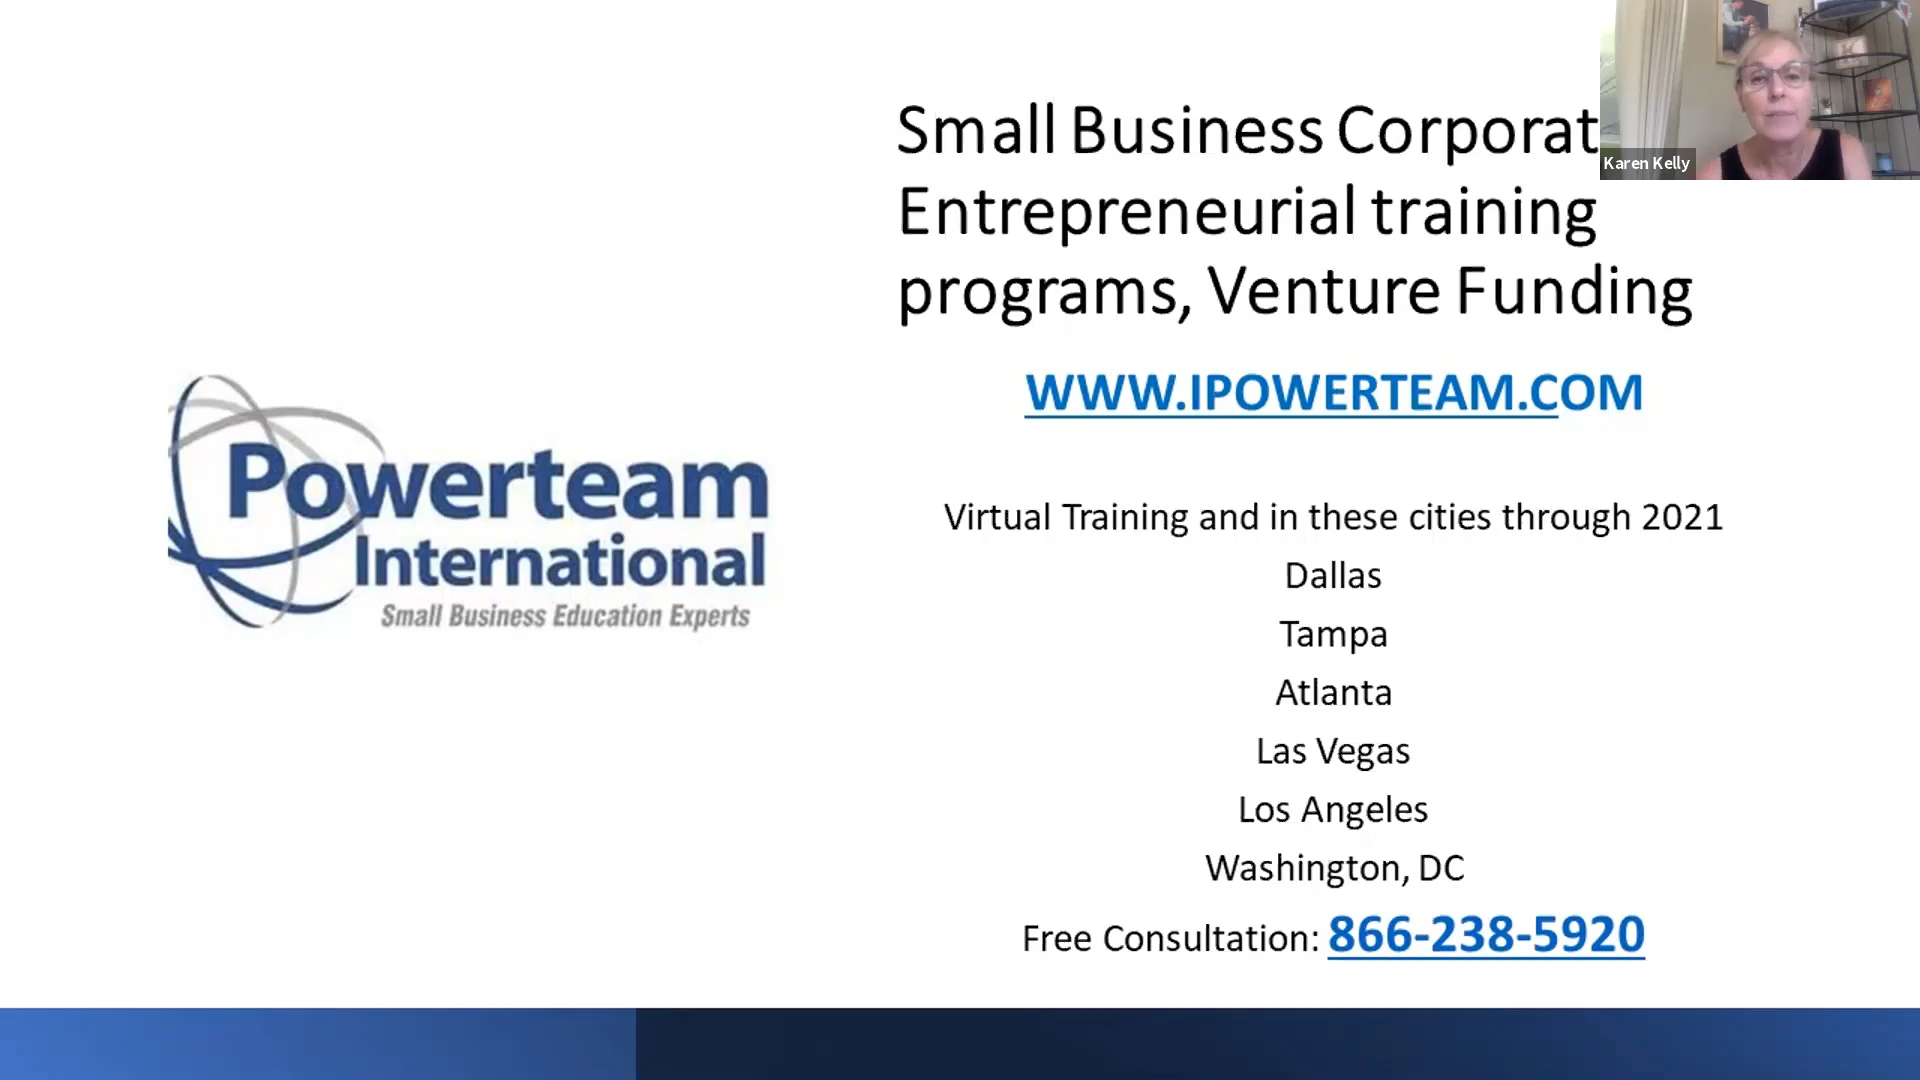 Small Business Corporat
Entrepreneurial training
programs, Venture Funding
Karen Kelly
WWW.IPOWERTEAM.COM
Powerteam
International
Small Business Education Experts
Virtual Training and in these cities through 2021
Dallas
Tampa
Atlanta
Las Vegas
Los Angeles
Washington, DC
Free Consultation: 866-238-5920